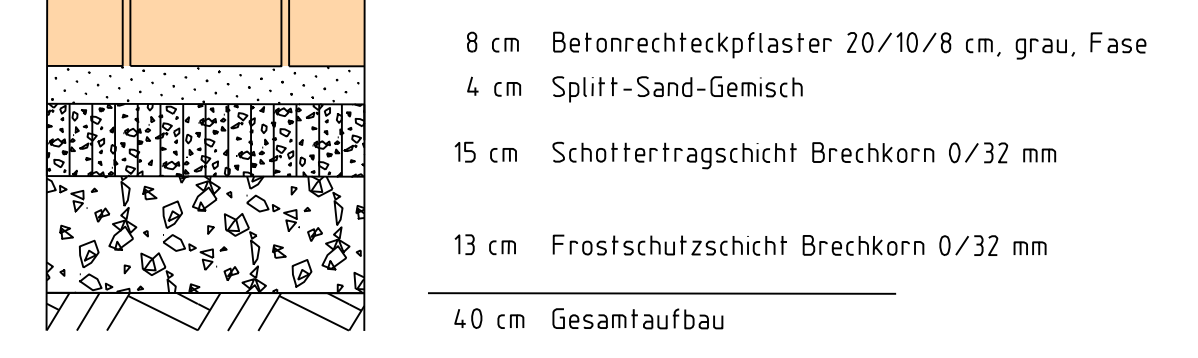 8 cm Betonrechteckpflaster 20/10/8 cm, grau, Fase
4 cm Splitt-Sand-Gemisch
15 cm Schottertragschicht Brechkorn 0/32 mm
13 cm Frostschutzschicht Brechkorn 0/32 mm
40 cm Gesamtaufbau